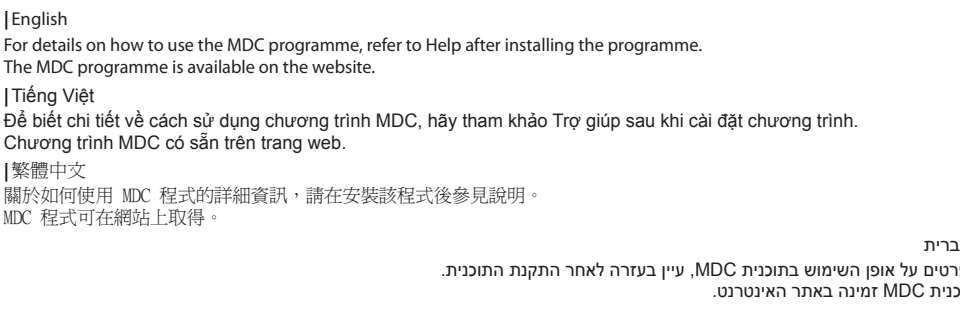 English
For details on how to use the MDC programme, refer to Help after installing the programme.
The MDC programme is available on the website.
Tiếng Việt
Để biết chi tiết về cách sử dụng chương trình MDC, hãy tham khảo Trợ giúp sau khi cài đặt chương trình.
Chương trình MDC có sẵn trên trang web.
繁體中文
關於如何使用 MDC 程式的詳細資訊，請在安裝該程式後參見說明。
MDC 程式可在網站上取得。
על אופן השימוש בתוכנית MDC, עיין בעזרה לאחר התקנת התוכנית.
MDC זמינה באתר האינטרנט.